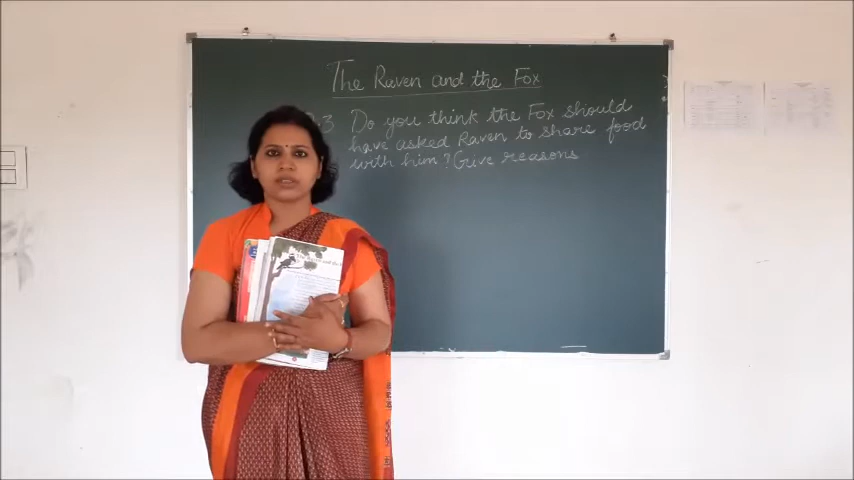 The Raven and the Fox
Do you think the Fox should
have asked Raven to share food
with him ? Give reasons